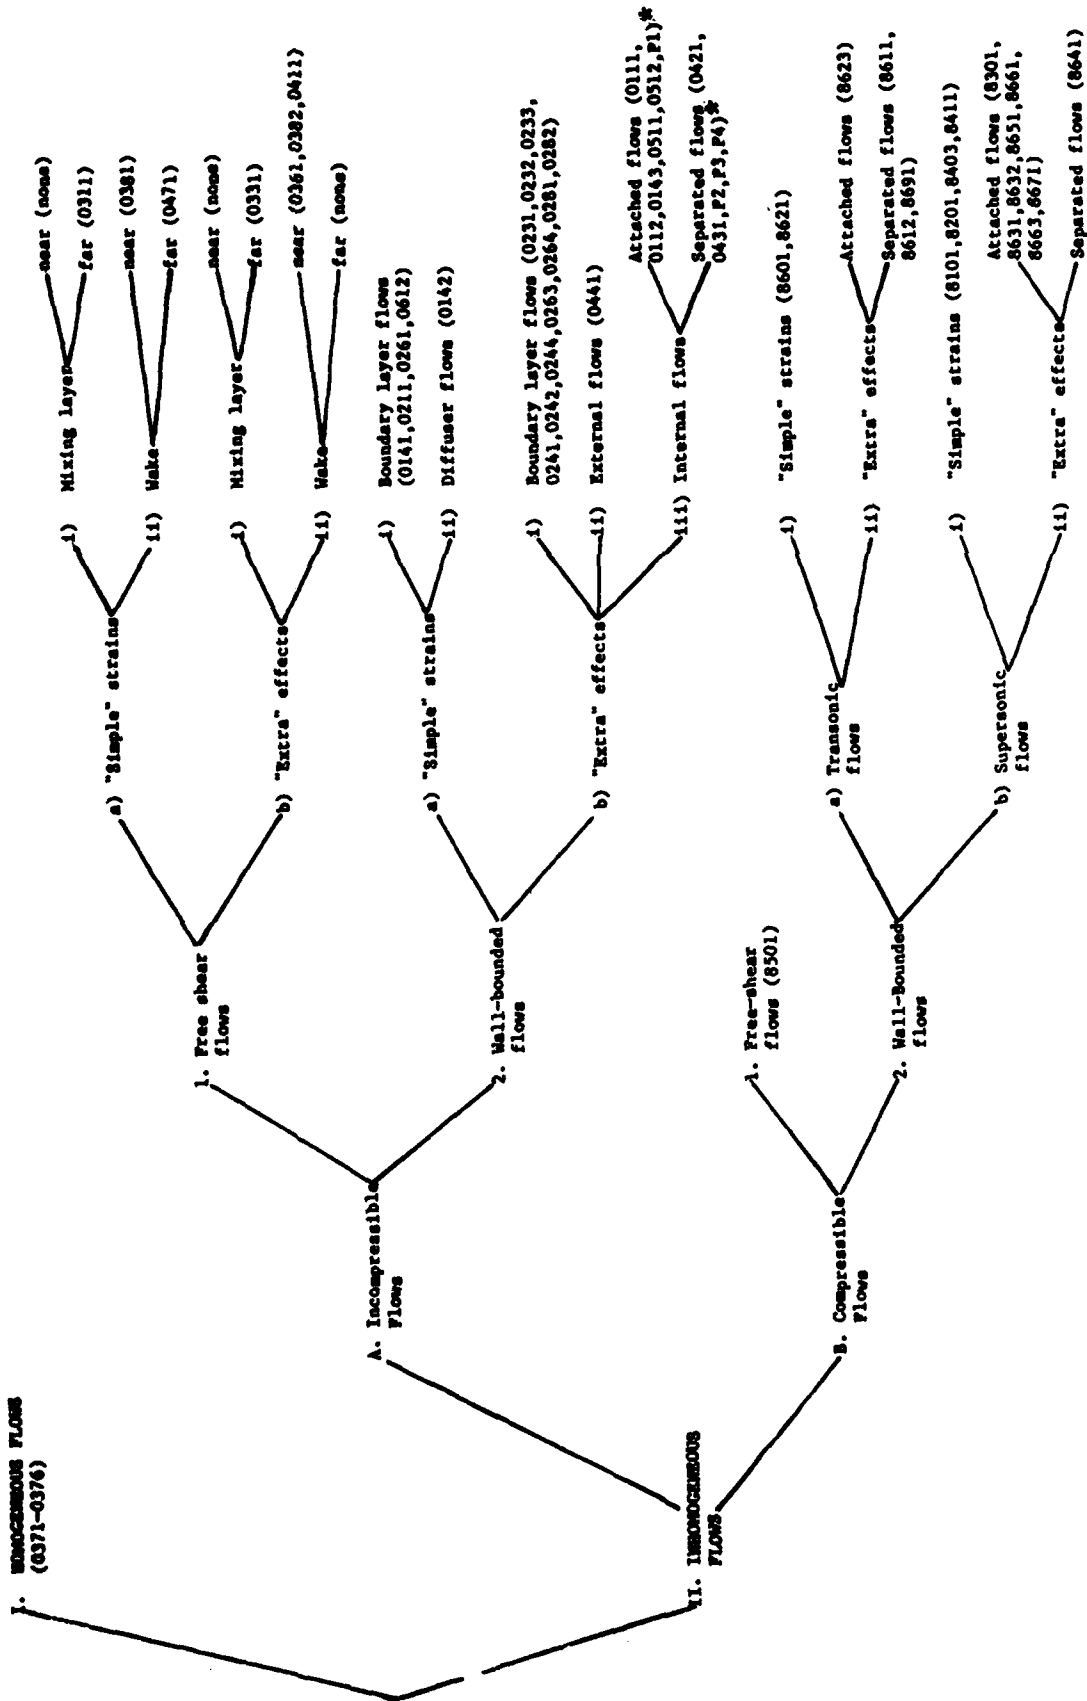 I. HOMOGENEOUS FLOWS
(0371-0376)
II. INHOMOGENEOUS
FLOWS
A. Incompressible
Flows
1. Free shear
flows
a) "Simple" strains
i) Mixing layer
near (none)
far (0311)
ii) Wake
near (0381)
far (0471)
b) "Extra" effects
i) Mixing layer
near (none)
far (0331)
ii) Wake
near (0361,0382,0411)
far (none)
2. Wall-bounded
flows
a) "Simple" strains
i) Boundary layer flows
(0141,0211,0261,0612)
ii) Diffuser flows (0142)
b) "Extra" effects
i) Boundary layer flows (0231,0232,0233,
0241,0242,0244,0263,0264,0281,0282)
ii) External flows (0441)
iii) Internal flows
Attached flows (0111,
0112,0143,0511,0512,P1)*
Separated flows (0421,
0431,P2,P3,P4)*
B. Compressible
Flows
1. Free-shear
flows (8501)
2. Wall-Bounded
flows
a) Transonic
flows
i) "Simple" strains (8601,8621)
ii) "Extra" effects
Attached flows (8623)
Separated flows (8611,
8612,8691)
b) Supersonic
flows
i) "Simple" strains (8101,8201,8403,8411)
ii) "Extra" effects
Attached flows (8301,
8631,8632,8651,8661,
8663,8671)
Separated flows (8641)